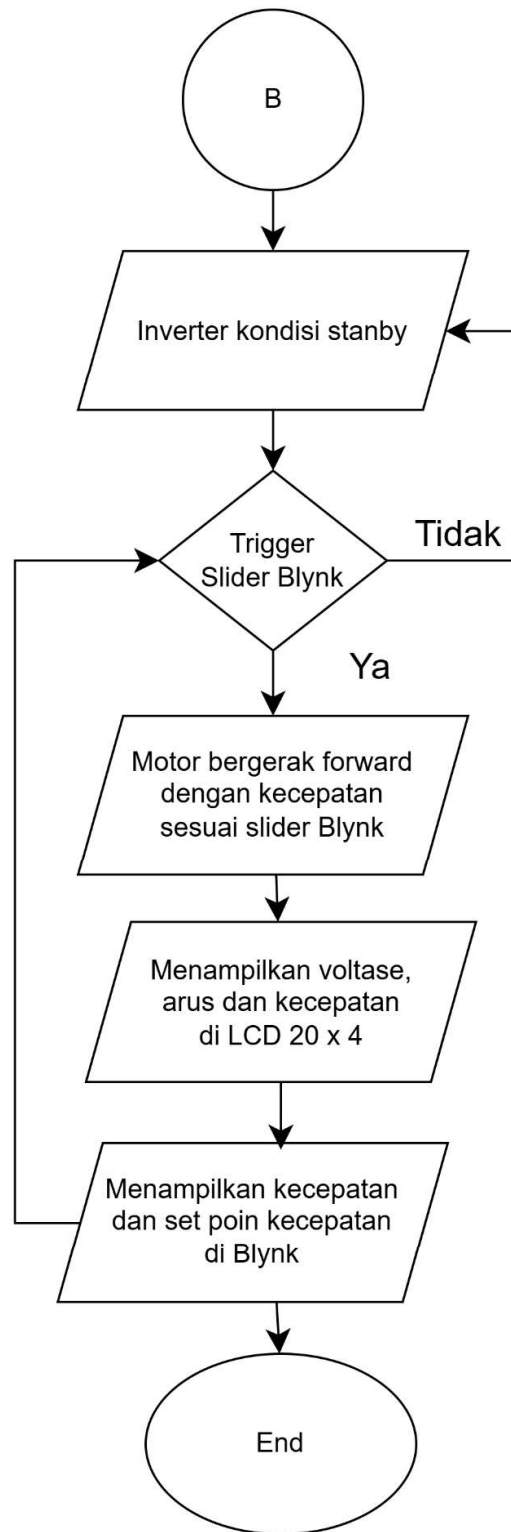 B
Inverter kondisi stanby
Trigger
Slider Blynk
Tidak
Ya
Motor bergerak forward
dengan kecepatan
sesuai slider Blynk
Menampilkan voltase,
arus dan kecepatan
di LCD 20 x 4
Menampilkan kecepatan
dan set poin kecepatan
di Blynk
End